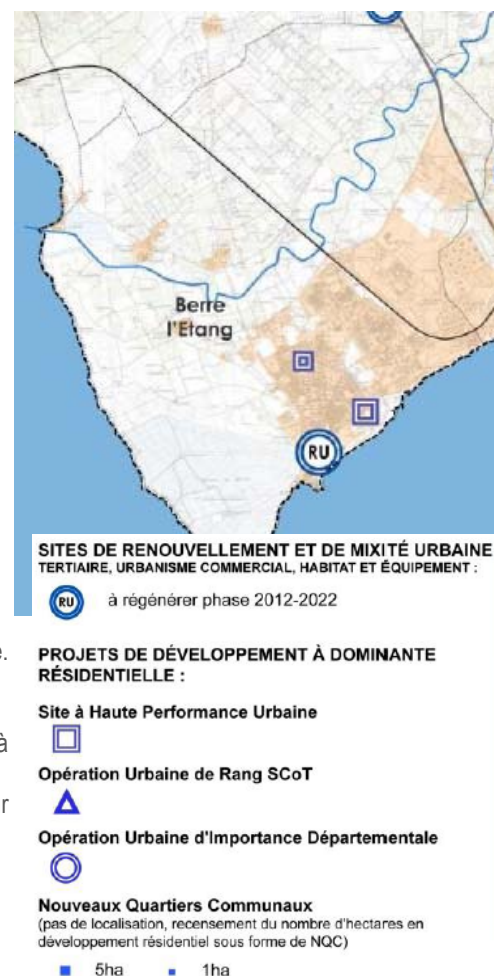 Berre
l'Etang
RU
SITES DE RENOUVELLEMENT ET DE MIXITÉ URBAINE
TERTIAIRE, URBANISME COMMERCIAL, HABITAT ET ÉQUIPEMENT :
RU à régénérer phase 2012-2022
e.
PROJETS DE DÉVELOPPEMENT À DOMINANTE
RÉSIDENTIELLE :
Site à Haute Performance Urbaine
à
Opération Urbaine de Rang SCoT
r
Opération Urbaine d'Importance Départementale
Nouveaux Quartiers Communaux
(pas de localisation, recensement du nombre d'hectares en
développement résidentiel sous forme de NQC)
5ha 1ha